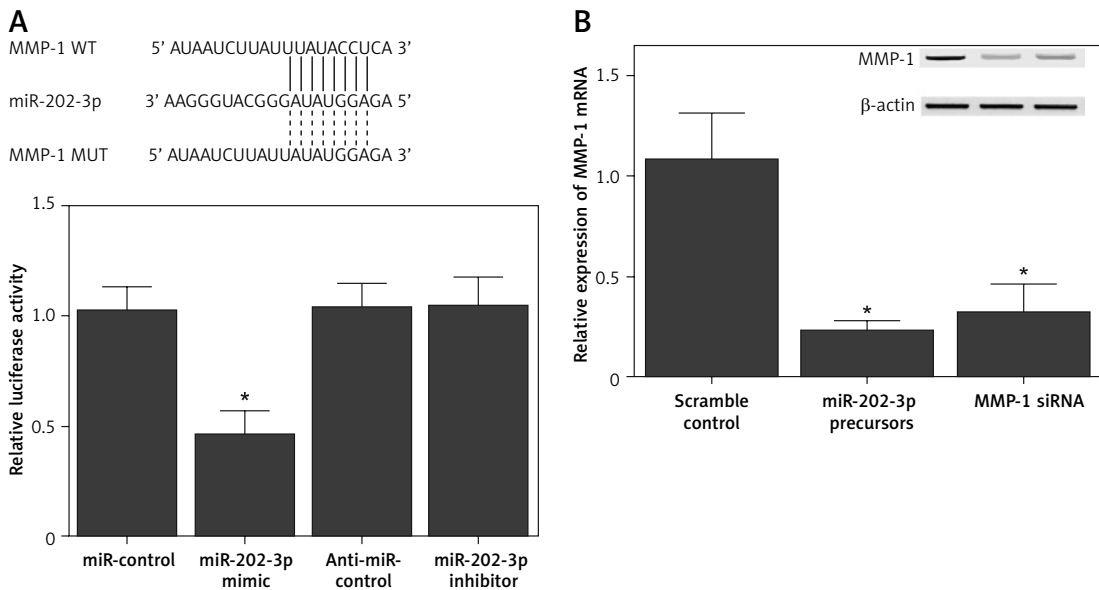 A
MMP-1 WT 5’ AUAAUCUUAUUUAUACCUCA 3’
miR-202-3p 3’ AAGGGUACGGGAUAUGGAGA 5’
MMP-1 MUT 5’ AUAAUCUUAUUAUAUGGAGA 3’
Relative luciferase activity
1.5
1.0
0.5
0
*
miR-control
miR-202-3p
mimic
Anti-miR-
control
miR-202-3p
inhibitor
B
Relative expression of MMP-1 mRNA
1.5
1.0
0.5
0
MMP-1
β-actin
*
*
Scramble
control
miR-202-3p
precursors
MMP-1 siRNA